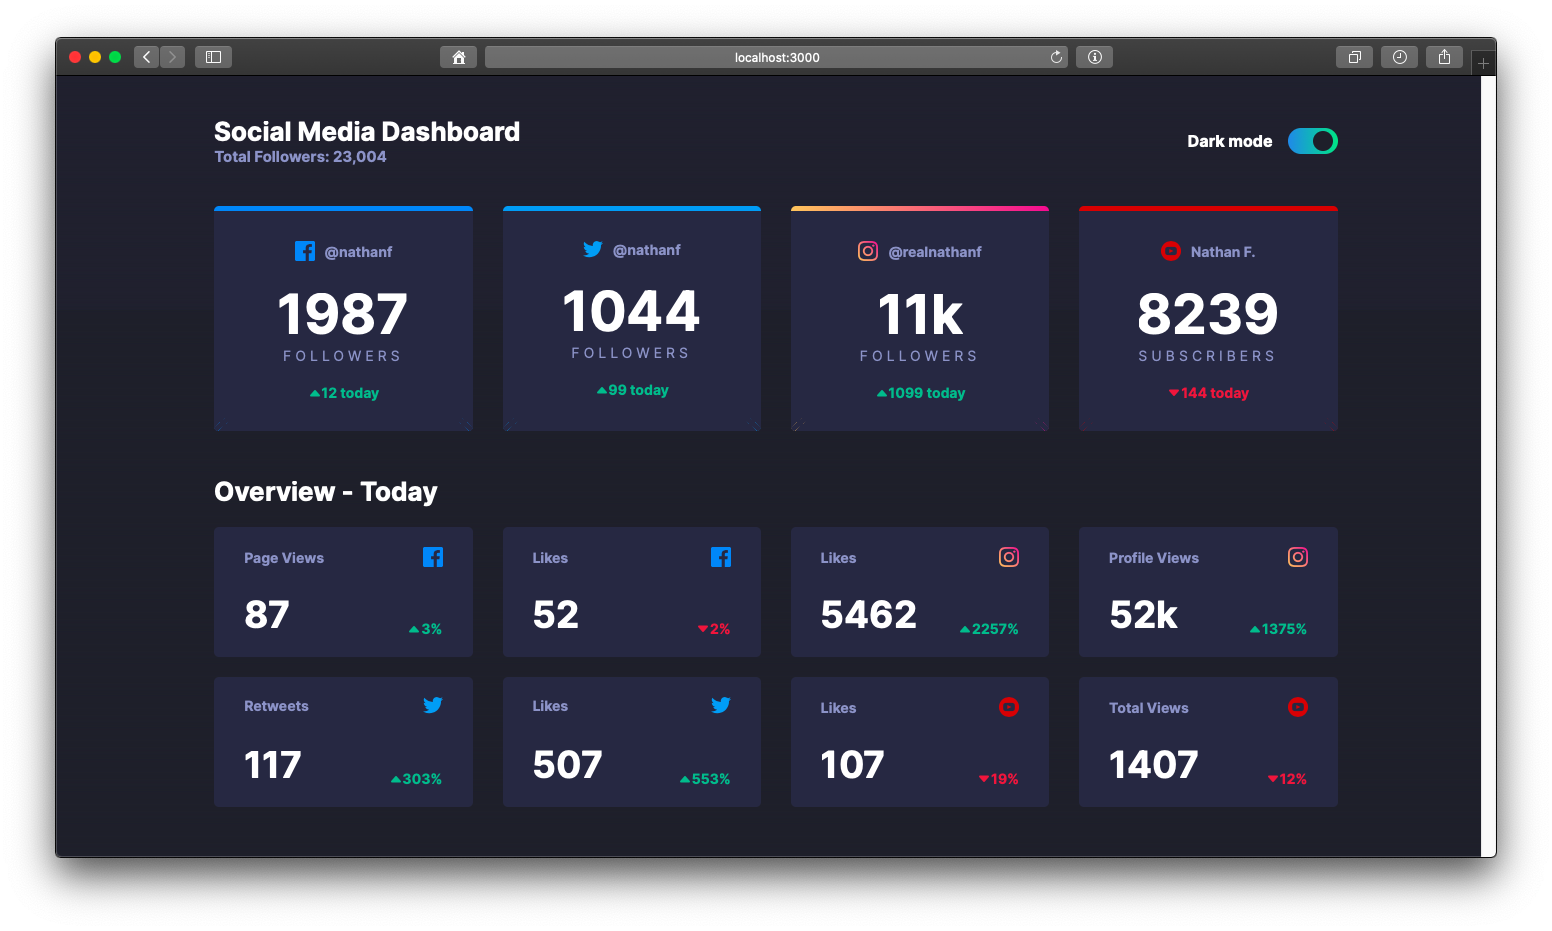 localhost:3000
Social Media Dashboard
Total Followers: 23,004
Dark mode
@nathanf
1987
FOLLOWERS
12 today
@nathanf
1044
FOLLOWERS
99 today
@realnathanf
11k
FOLLOWERS
1099 today
Nathan F.
8239
SUBSCRIBERS
144 today
Overview - Today
Page Views
87
3%
Likes
52
2%
Likes
5462
2257%
Profile Views
52k
1375%
Retweets
117
303%
Likes
507
553%
Likes
107
19%
Total Views
1407
12%